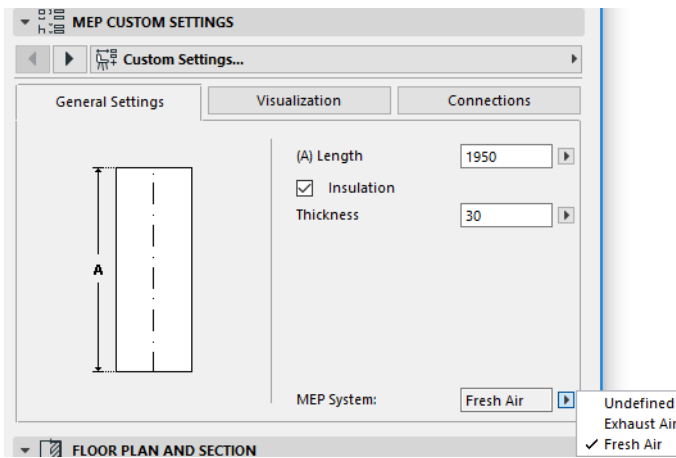 MEP CUSTOM SETTINGS
Custom Settings...
General Settings Visualization Connections
(A) Length 1950
Insulation
Thickness 30
A
MEP System: Fresh Air
Undefined
Exhaust Air
Fresh Air
FLOOR PLAN AND SECTION